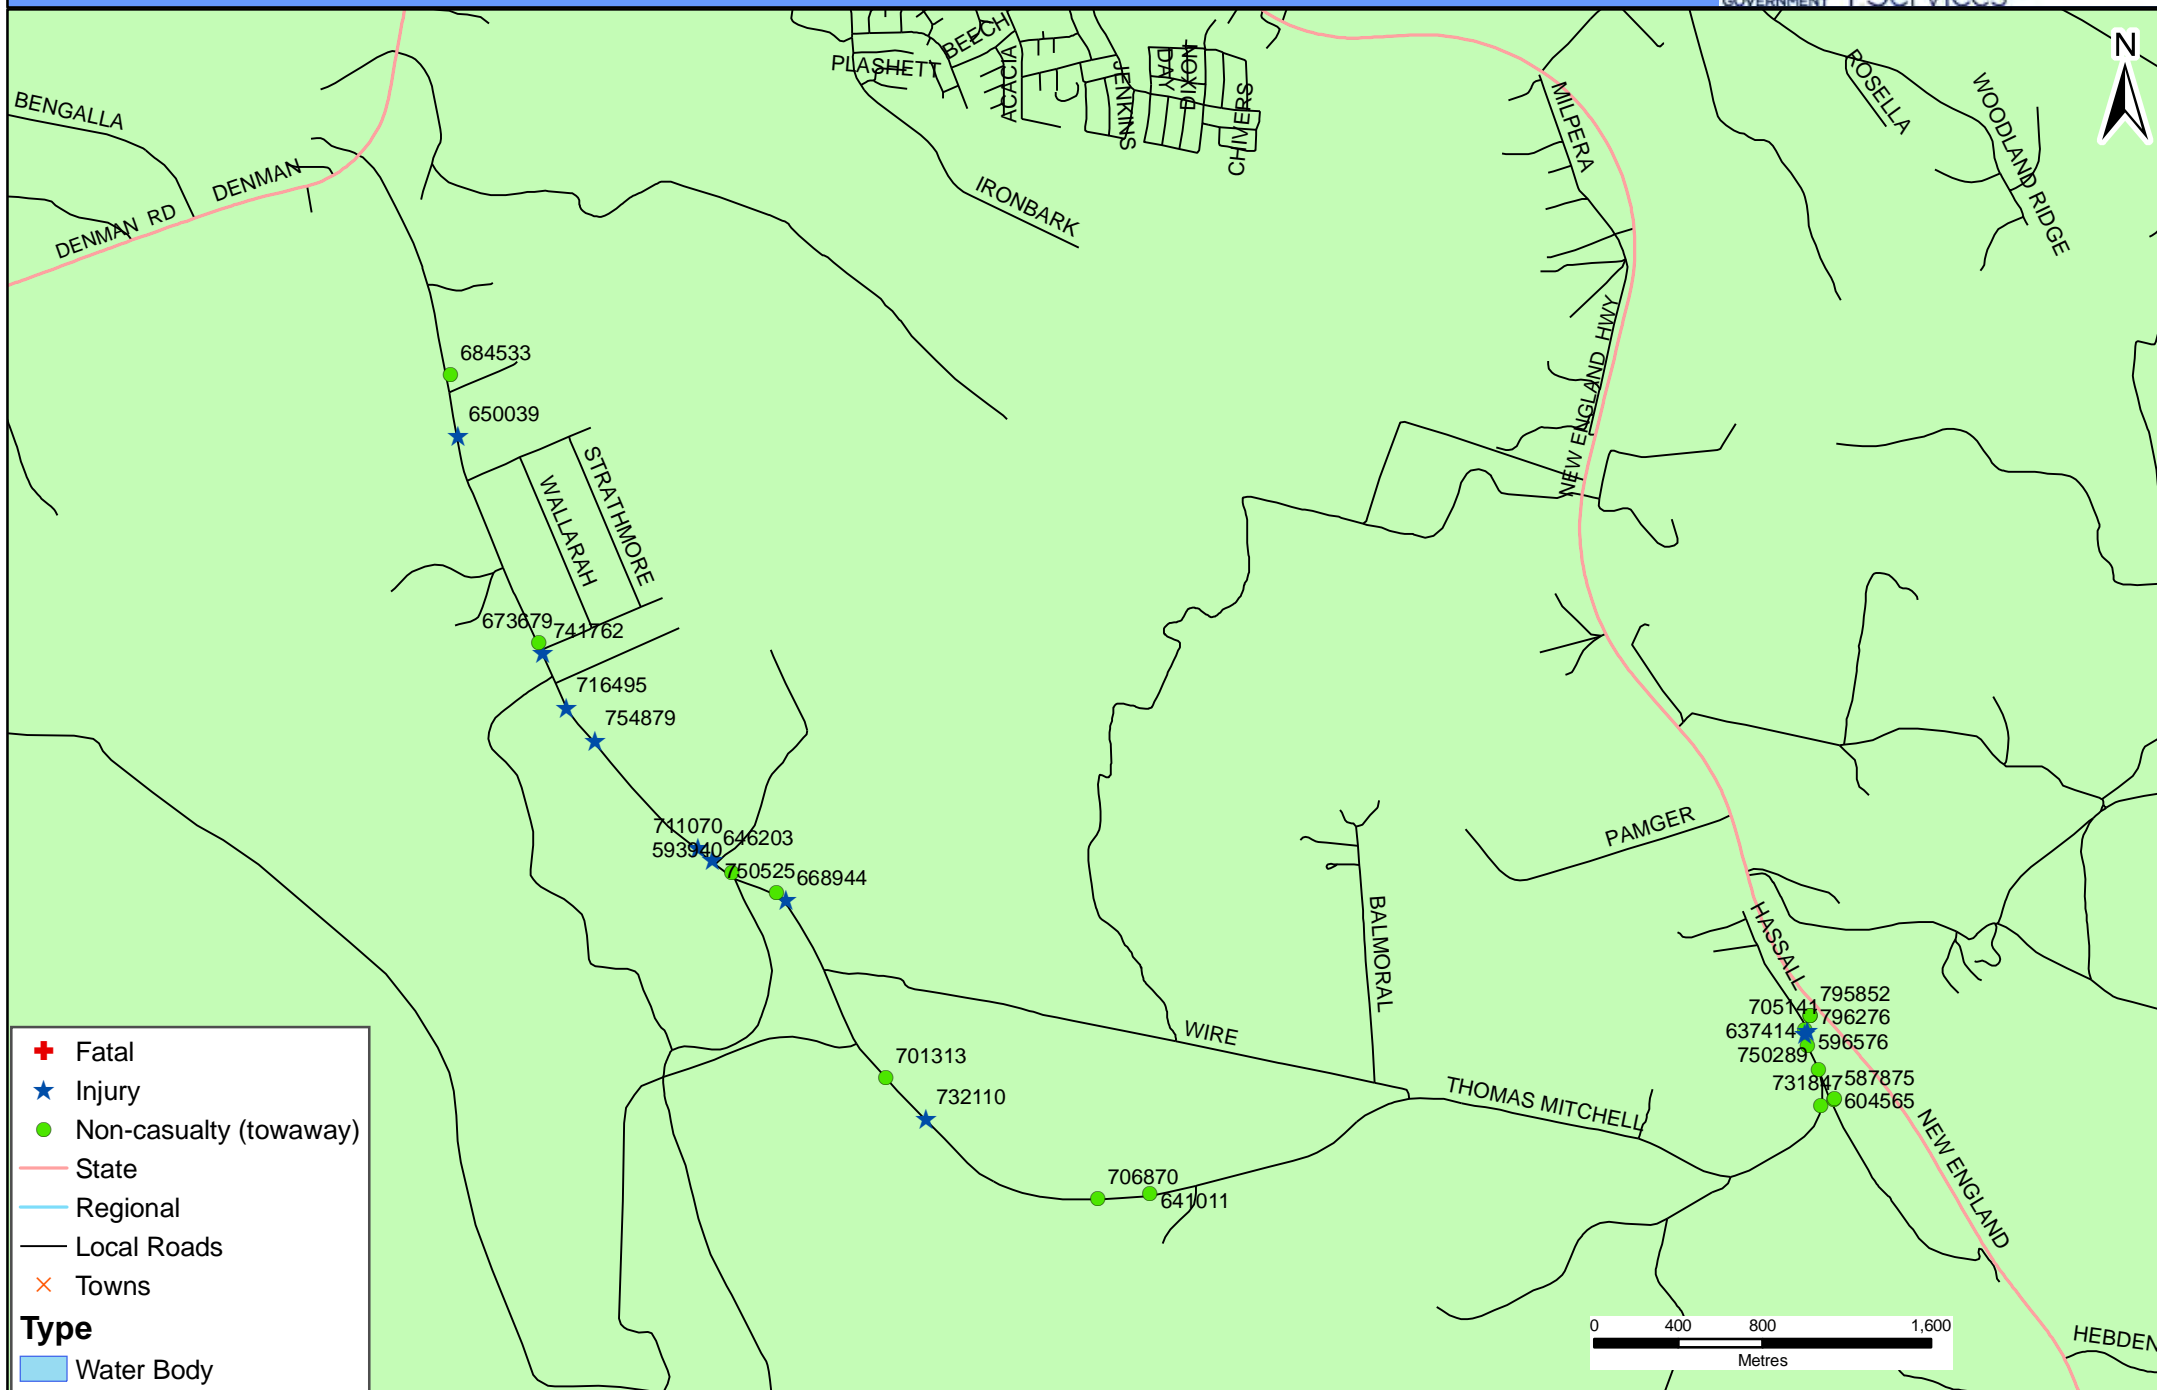 GOVERNMENT Services
N
BEECH
PLASHETT
ACACIA
JENKINS
DAY
DIXON
CHIVERS
MILPERA
ROSELLA
WOODLAND RIDGE
BENGALLA
DENMAN
DENMAN RD
IRONBARK
NEW ENGLAND HWY
684533
650039
STRATHMORE
WALLARAH
673679
741762
716495
754879
711070
646203
593940
750525
668944
PAMGER
BALMORAL
HASSALL
795852
705141
796276
637414
596576
750289
587875
731847
604565
WIRE
701313
732110
THOMAS MITCHELL
NEW ENGLAND
706870
641011
HEBDEN
Fatal
Injury
Non-casualty (towaway)
State
Regional
Local Roads
Towns
Type
Water Body
0 400 800 1,600
Metres